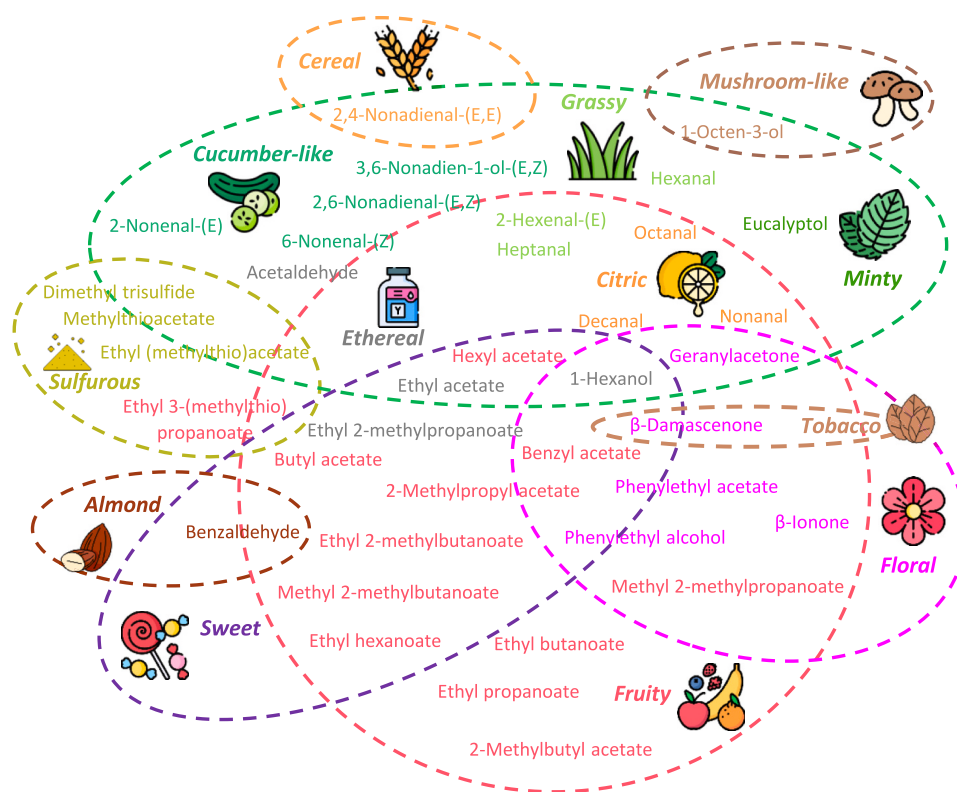 Cereal
Mushroom-like
Grassy
2,4-Nonadienal-(E,E)
1-Octen-3-ol
Cucumber-like
3,6-Nonadien-1-ol-(E,Z)
Hexanal
2,6-Nonadienal-(E,Z)
2-Nonenal-(E)
2-Hexenal-(E)
Eucalyptol
Octanal
6-Nonenal-(Z)
Heptanal
Acetaldehyde
Citric
Minty
Dimethyl trisulfide
Methylthioacetate
Nonanal
Decanal
Ethereal
Ethyl (methylthio)acetate
Hexyl acetate
Geranylacetone
Sulfurous
Ethyl acetate
1-Hexanol
Ethyl 3-(methylthio)
propanoate
Ethyl 2-methylpropanoate
β-Damascenone
Tobacco
Butyl acetate
Benzyl acetate
2-Methylpropyl acetate
Phenylethyl acetate
Almond
β-Ionone
Benzaldehyde
Ethyl 2-methylbutanoate
Phenylethyl alcohol
Floral
Methyl 2-methylbutanoate
Methyl 2-methylpropanoate
Sweet
Ethyl hexanoate
Ethyl butanoate
Ethyl propanoate
Fruity
2-Methylbutyl acetate
Y